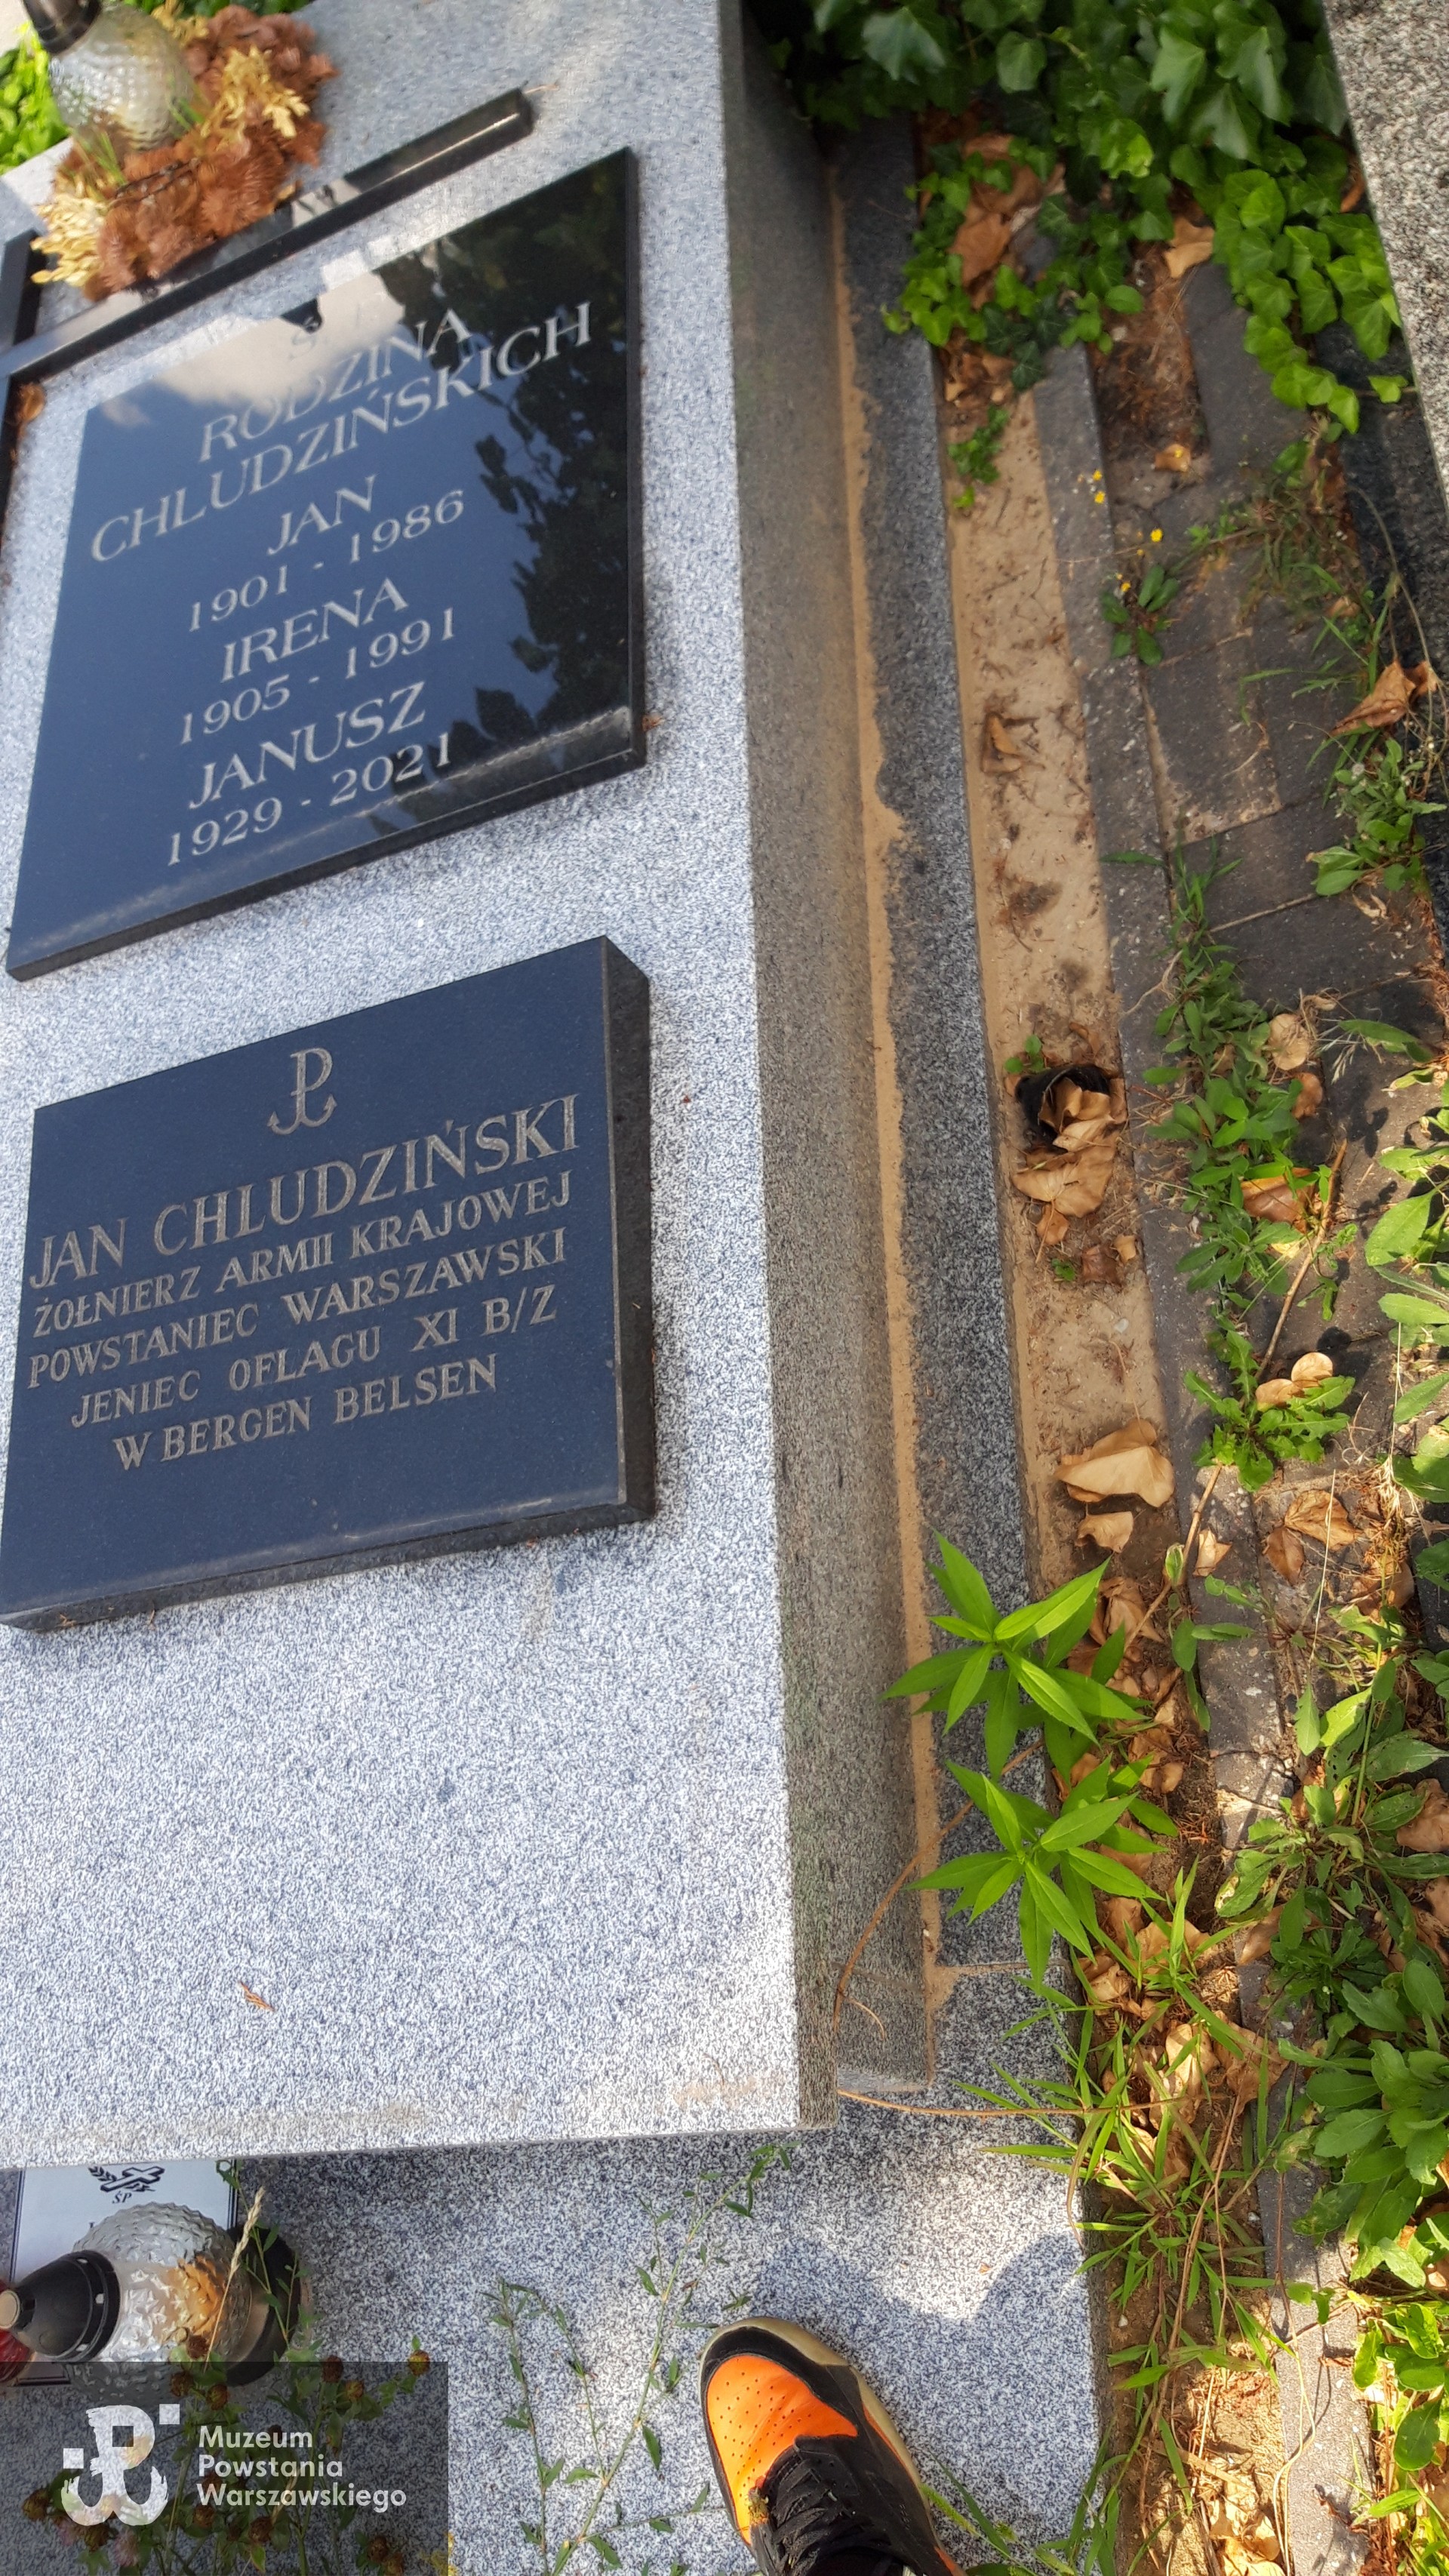 RODZINA
CHLUDZIŃSKICH
JAN
1901 - 1986
IRENA
1905 - 1991
JANUSZ
1929 - 2021
JAN CHLUDZIŃSKI
ŻOŁNIERZ ARMII KRAJOWEJ
POWSTANIEC WARSZAWSKI
JENIEC OFLAGU XI B/Z
W BERGEN BELSEN
ŚP
Muzeum
Powstania
Warszawskiego